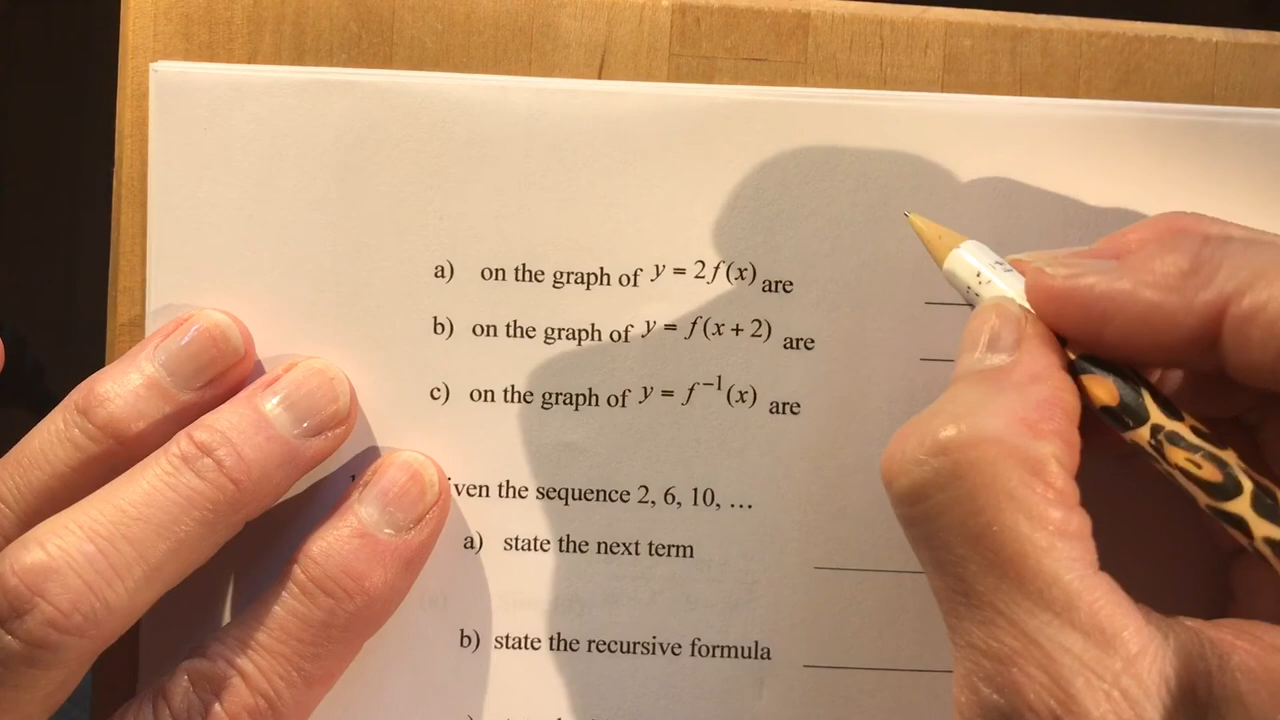 a) on the graph of y = 2f(x) are
b) on the graph of y = f(x + 2) are
c) on the graph of y = f⁻¹(x) are
iven the sequence 2, 6, 10, …
a) state the next term
b) state the recursive formula